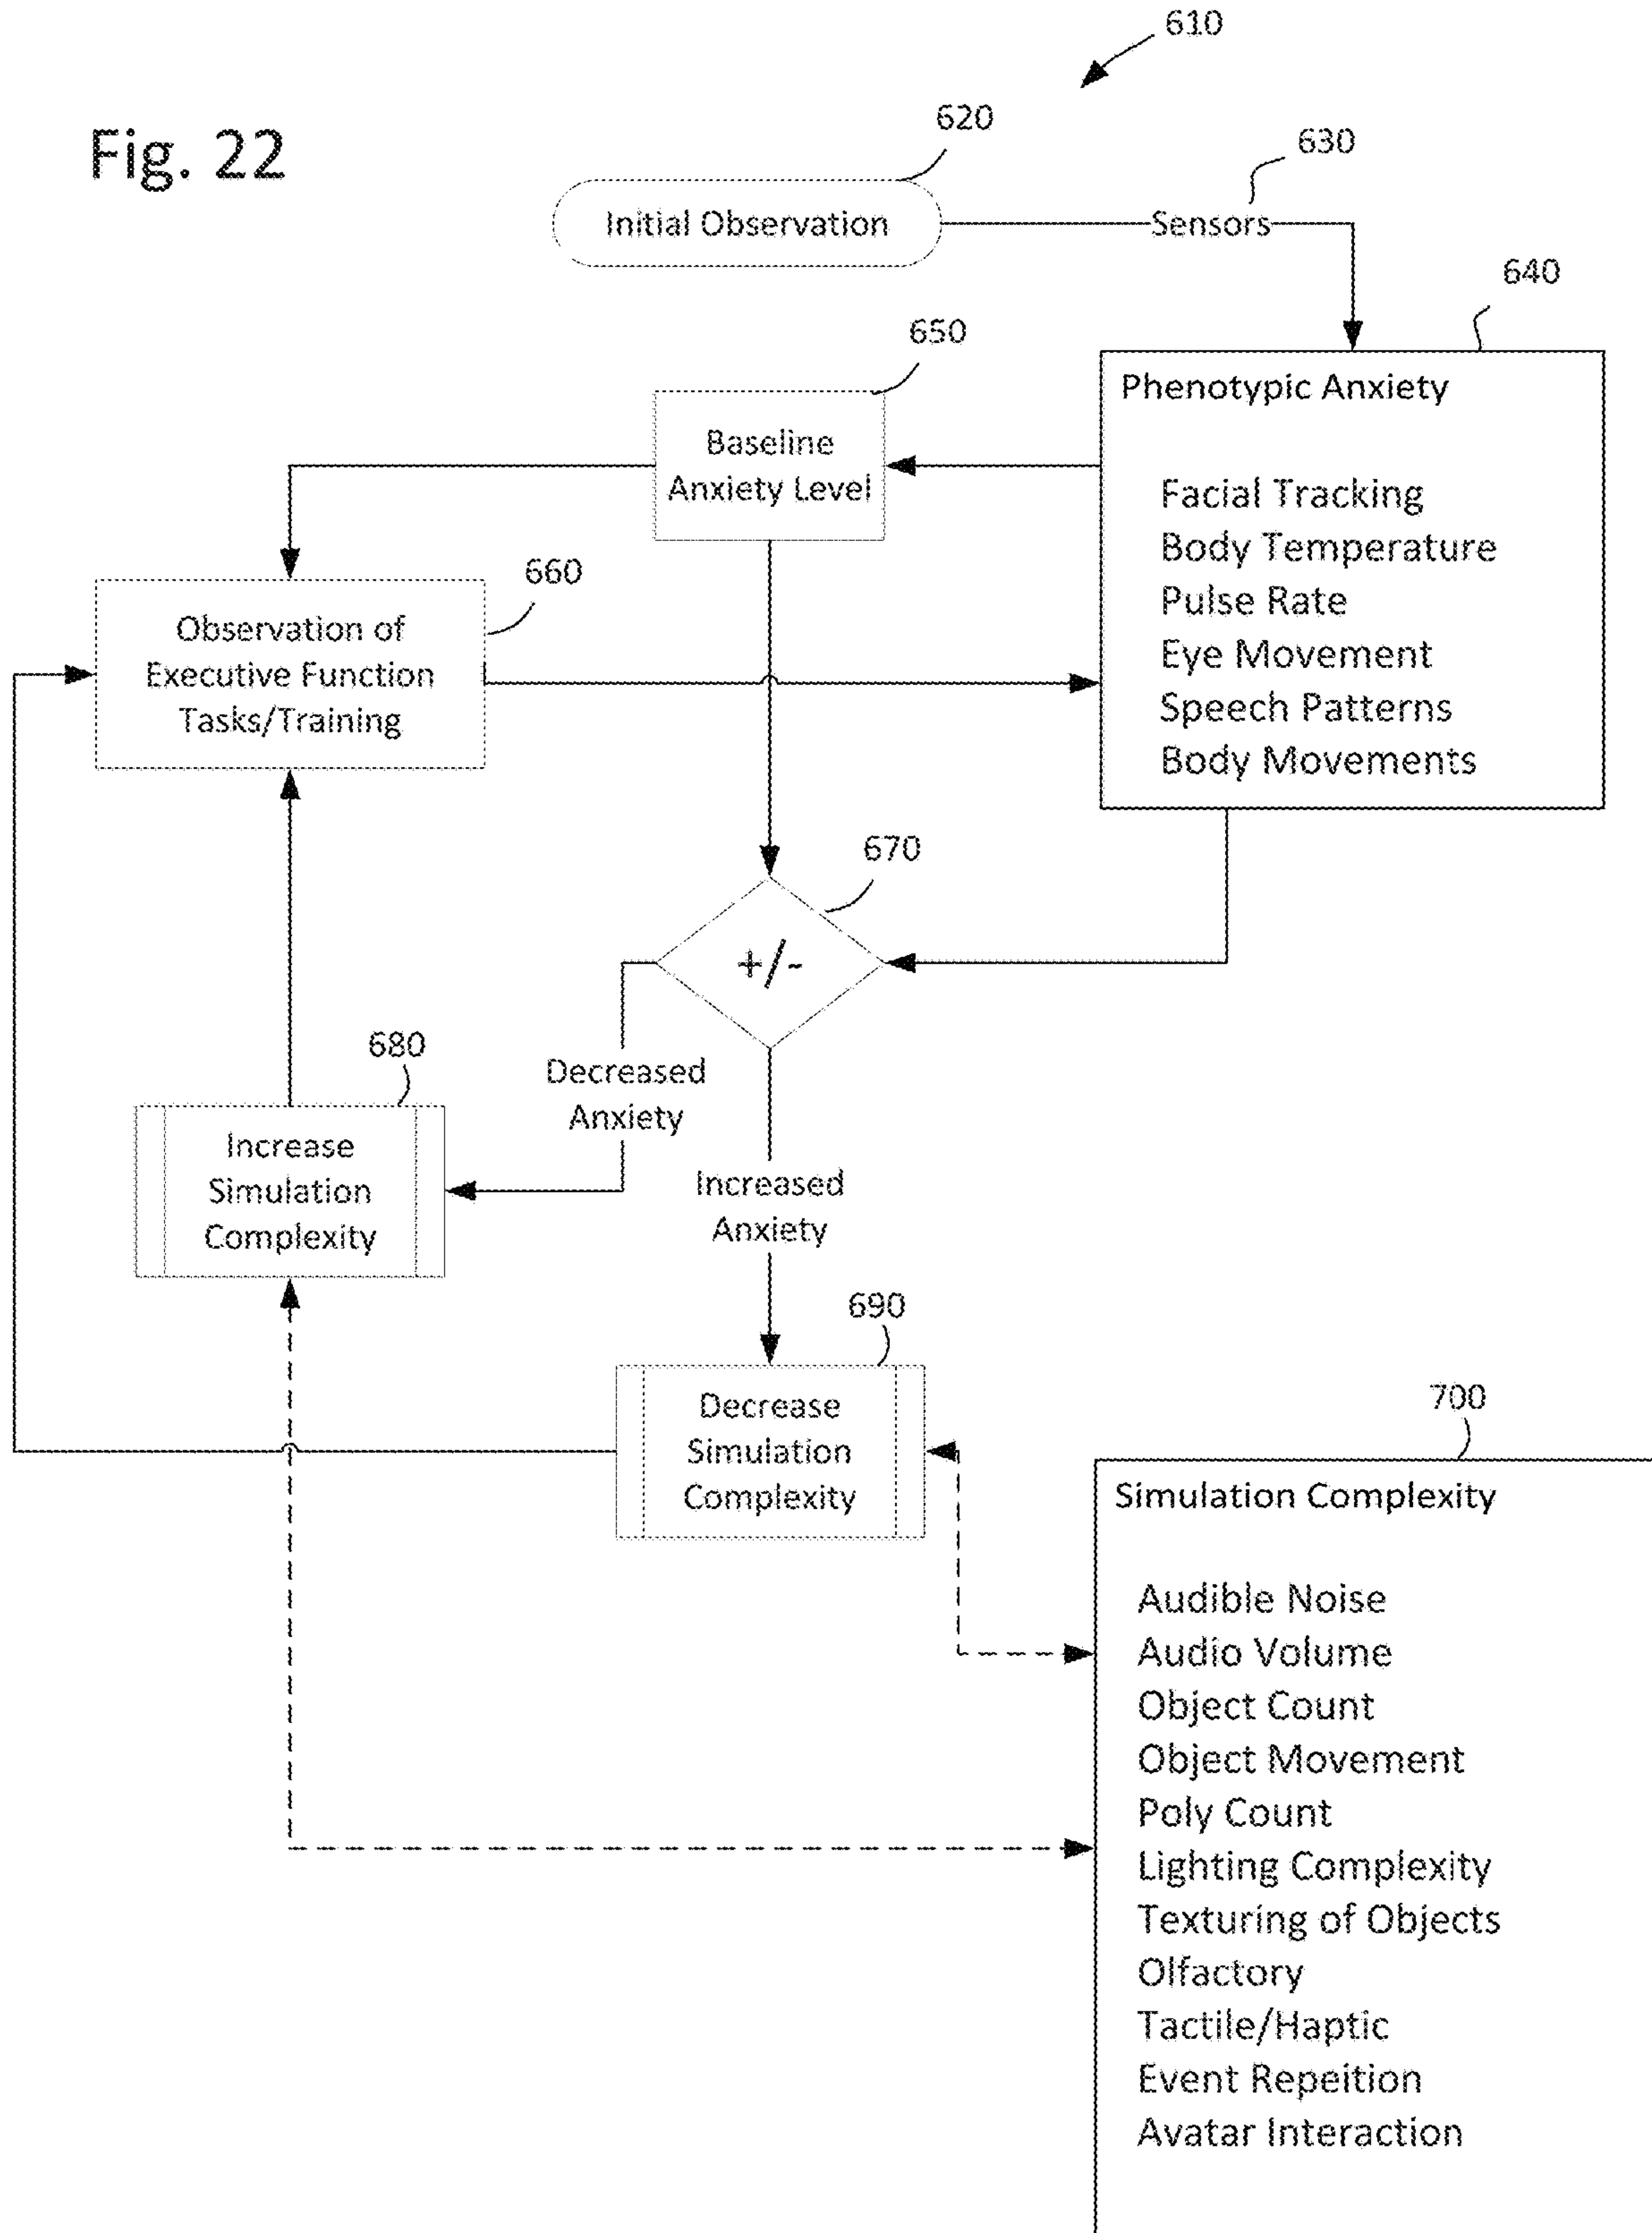 610
Fig. 22
620
630
Initial Observation
Sensors
640
650
Phenotypic Anxiety
Baseline
Anxiety Level
Facial Tracking
Body Temperature
Pulse Rate
Eye Movement
Speech Patterns
Body Movements
660
Observation of
Executive Function
Tasks/Training
670
+/-
680
Decreased
Anxiety
Increase
Simulation
Complexity
Increased
Anxiety
690
Decrease
Simulation
Complexity
700
Simulation Complexity
Audible Noise
Audio Volume
Object Count
Object Movement
Poly Count
Lighting Complexity
Texturing of Objects
Olfactory
Tactile/Haptic
Event Repeition
Avatar Interaction